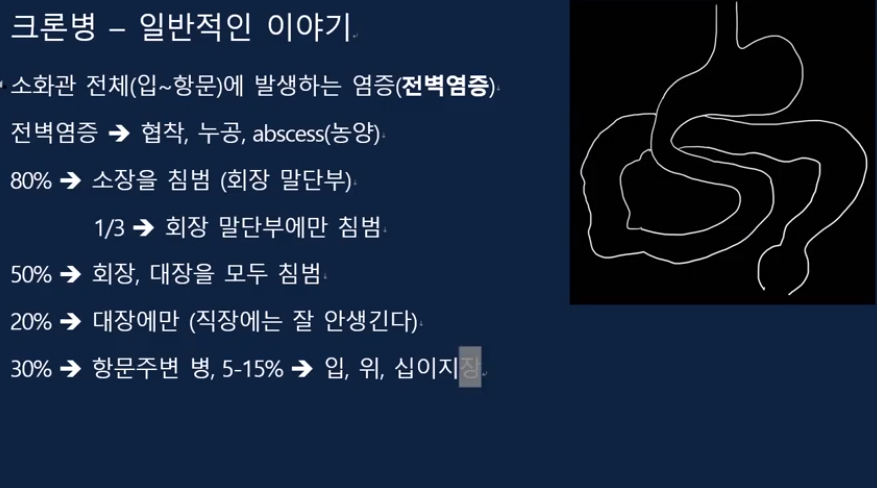 크론병 – 일반적인 이야기
소화관 전체(입~항문)에 발생하는 염증(전벽염증)
전벽염증 ➔ 협착, 누공, abscess(농양)
80% ➔ 소장을 침범 (회장 말단부)
1/3 ➔ 회장 말단부에만 침범
50% ➔ 회장, 대장을 모두 침범
20% ➔ 대장에만 (직장에는 잘 안생긴다)
30% ➔ 항문주변 병, 5-15% ➔ 입, 위, 십이지장